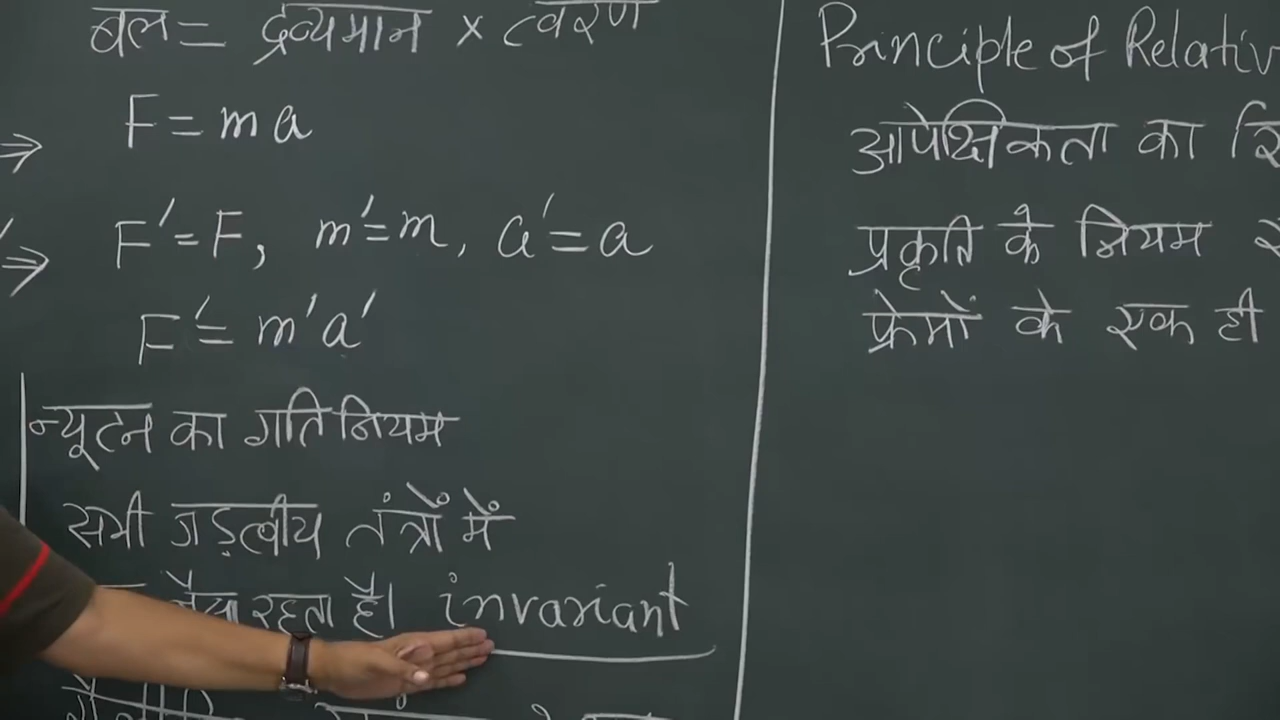 बल = द्रव्यमान × त्वरण
⇒ F = ma
⇒ F' = F, m' = m, a' = a
F' = m'a'
न्यूटन का गति नियम
सभी जड़त्वीय तंत्रों में
रहता है। invariant
Principle of Relativ
आपेक्षिकता का सि
प्रकृति के नियम
फ्रेमों के एक ही